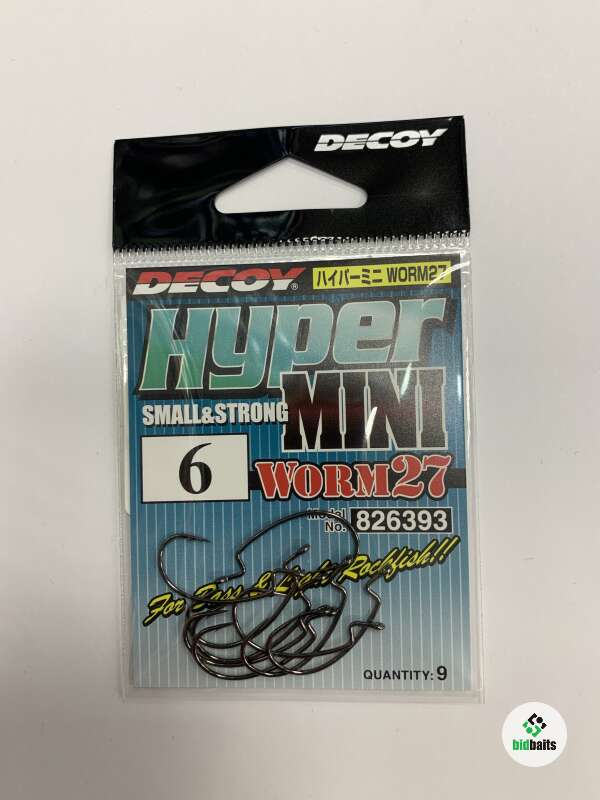 DECOY
DECOY® ハイパーミニ WORM27
Hyper
SMALL&STRONG MINI
6 WORM27
Model No. 826393
For Bass & Light Rockfish!!
QUANTITY: 9
bidbaits